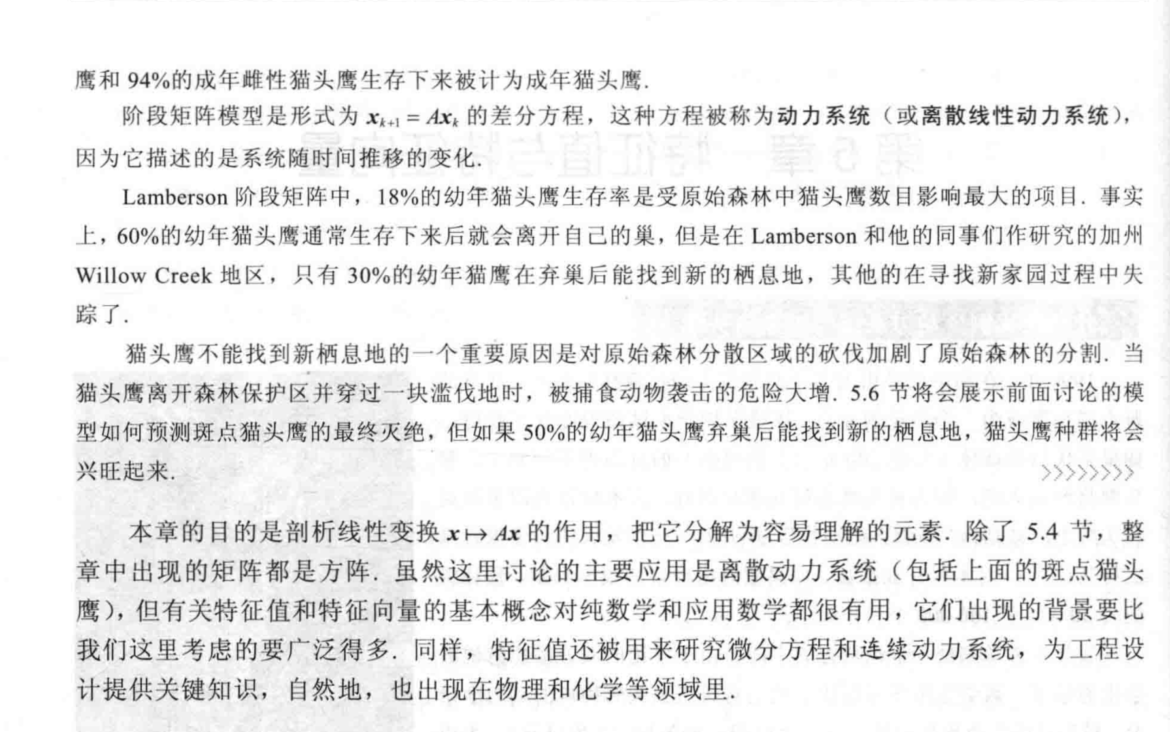 鹰和 94%的成年雌性猫头鹰生存下来被计为成年猫头鹰.
阶段矩阵模型是形式为 xₖ₊₁ = Axₖ 的差分方程，这种方程被称为动力系统（或离散线性动力系统），
因为它描述的是系统随时间推移的变化.
Lamberson 阶段矩阵中，18%的幼年猫头鹰生存率是受原始森林中猫头鹰数目影响最大的项目. 事实
上，60%的幼年猫头鹰通常生存下来后就会离开自己的巢，但是在 Lamberson 和他的同事们作研究的加州
Willow Creek 地区，只有 30%的幼年猫鹰在弃巢后能找到新的栖息地，其他的在寻找新家园过程中失
踪了.
猫头鹰不能找到新栖息地的一个重要原因是对原始森林分散区域的砍伐加剧了原始森林的分割. 当
猫头鹰离开森林保护区并穿过一块滥伐地时，被捕食动物袭击的危险大增. 5.6 节将会展示前面讨论的模
型如何预测斑点猫头鹰的最终灭绝，但如果 50%的幼年猫头鹰弃巢后能找到新的栖息地，猫头鹰种群将会
兴旺起来. >>>>>>>>
本章的目的是剖析线性变换 x↦Ax 的作用，把它分解为容易理解的元素. 除了 5.4 节，整
章中出现的矩阵都是方阵. 虽然这里讨论的主要应用是离散动力系统（包括上面的斑点猫头
鹰），但有关特征值和特征向量的基本概念对纯数学和应用数学都很有用，它们出现的背景要比
我们这里考虑的要广泛得多. 同样，特征值还被用来研究微分方程和连续动力系统，为工程设
计提供关键知识，自然地，也出现在物理和化学等领域里.